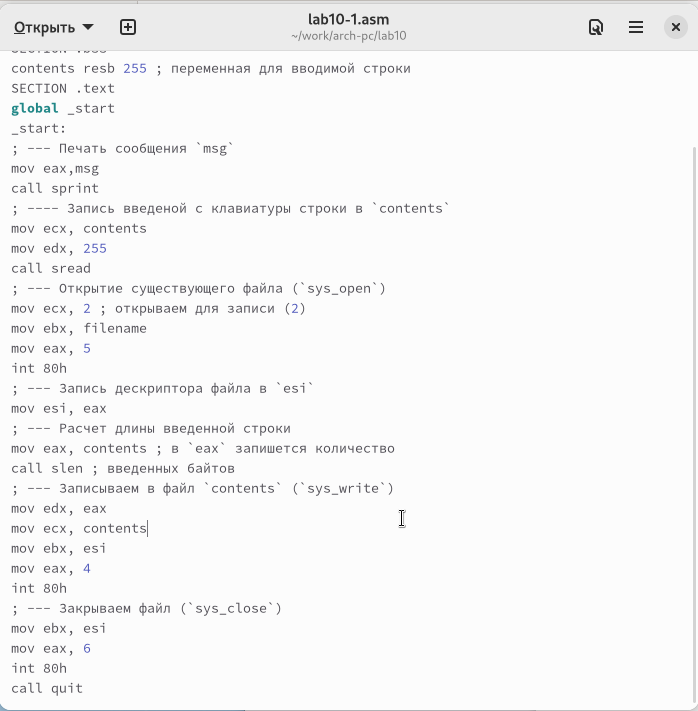 Открыть
lab10-1.asm
~/work/arch-pc/lab10
contents resb 255 ; переменная для вводимой строки
SECTION .text
global _start
_start:
; --- Печать сообщения `msg`
mov eax,msg
call sprint
; ---- Запись введеной с клавиатуры строки в `contents`
mov ecx, contents
mov edx, 255
call sread
; --- Открытие существующего файла (`sys_open`)
mov ecx, 2 ; открываем для записи (2)
mov ebx, filename
mov eax, 5
int 80h
; --- Запись дескриптора файла в `esi`
mov esi, eax
; --- Расчет длины введенной строки
mov eax, contents ; в `eax` запишется количество
call slen ; введенных байтов
; --- Записываем в файл `contents` (`sys_write`)
mov edx, eax
mov ecx, contents
mov ebx, esi
mov eax, 4
int 80h
; --- Закрываем файл (`sys_close`)
mov ebx, esi
mov eax, 6
int 80h
call quit